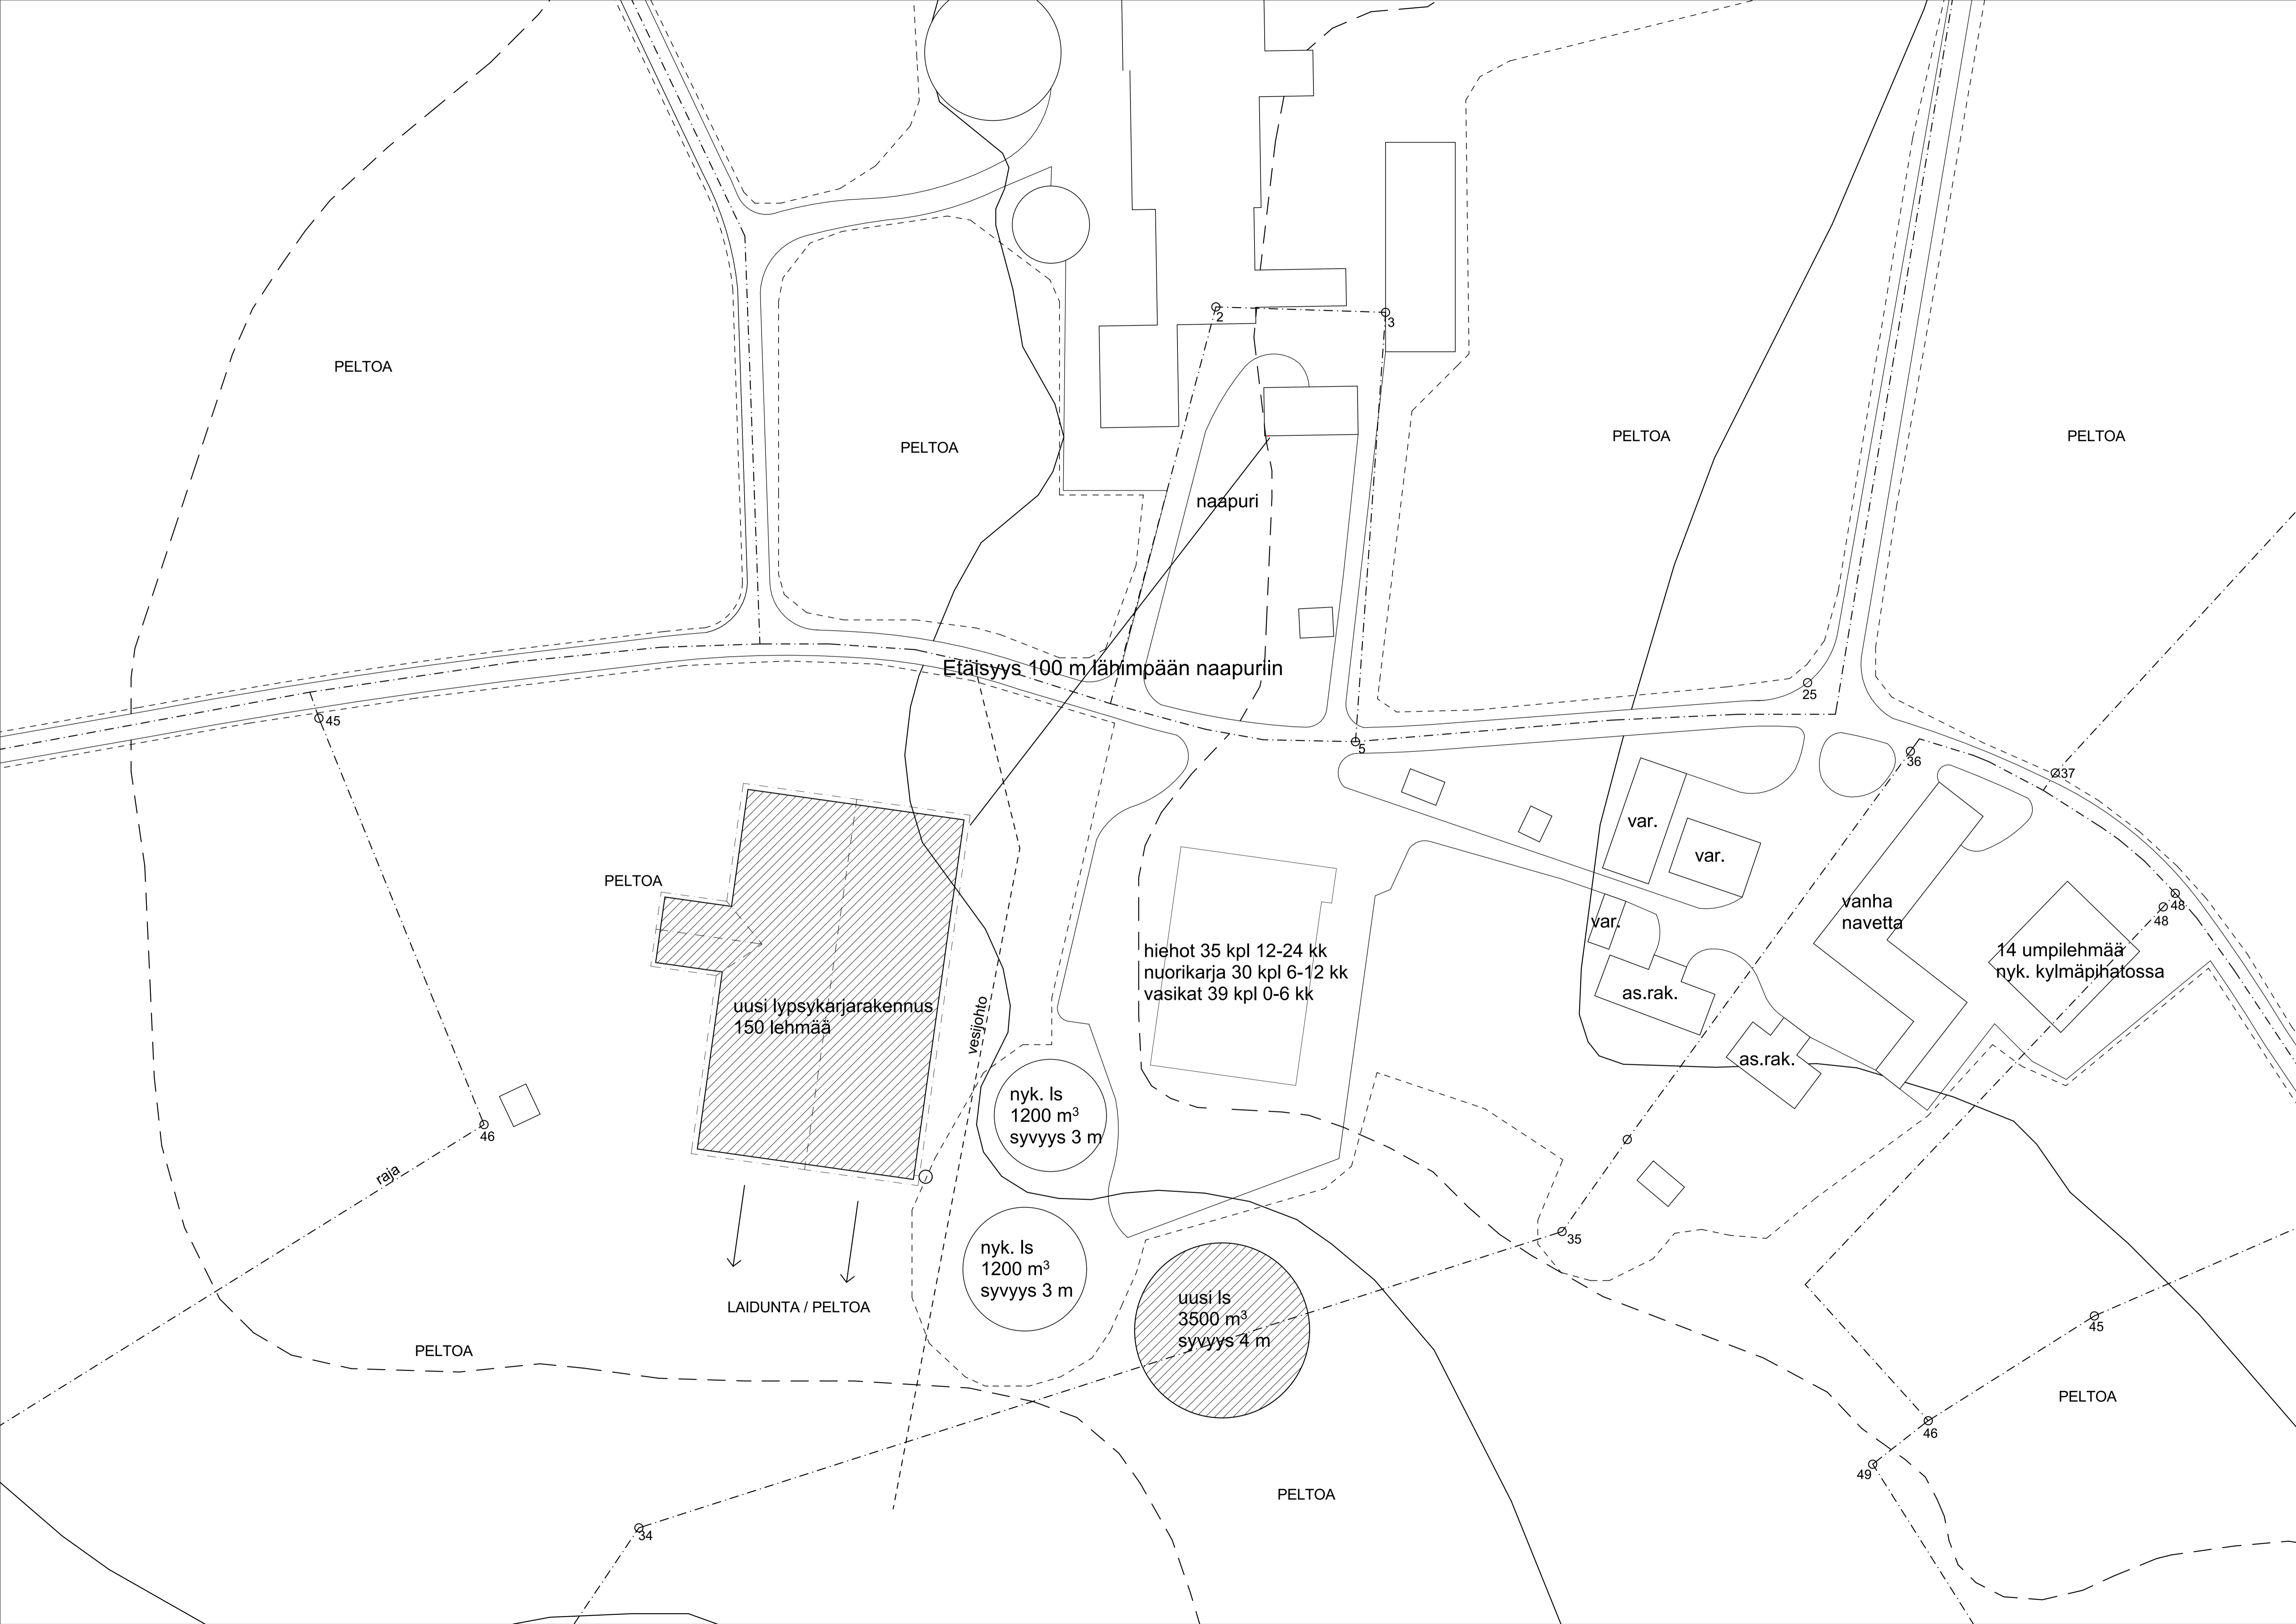 2
3
PELTOA
PELTOA
PELTOA
PELTOA
naapuri
Etäisyys 100 m lähimpään naapuriin
25
45
5
36
37
var.
var.
PELTOA
vanha
navetta
48
48
var.
hiehot 35 kpl 12-24 kk
nuorikarja 30 kpl 6-12 kk
vasikat 39 kpl 0-6 kk
14 umpilehmää
nyk. kylmäpihatossa
as.rak.
uusi lypsykarjarakennus
150 lehmää
vesijohto
as.rak.
nyk. ls
1200 m³
syvyys 3 m
46
raja
35
nyk. ls
1200 m³
syvyys 3 m
LAIDUNTA / PELTOA
uusi ls
3500 m³
syvyys 4 m
45
PELTOA
PELTOA
46
49
PELTOA
34